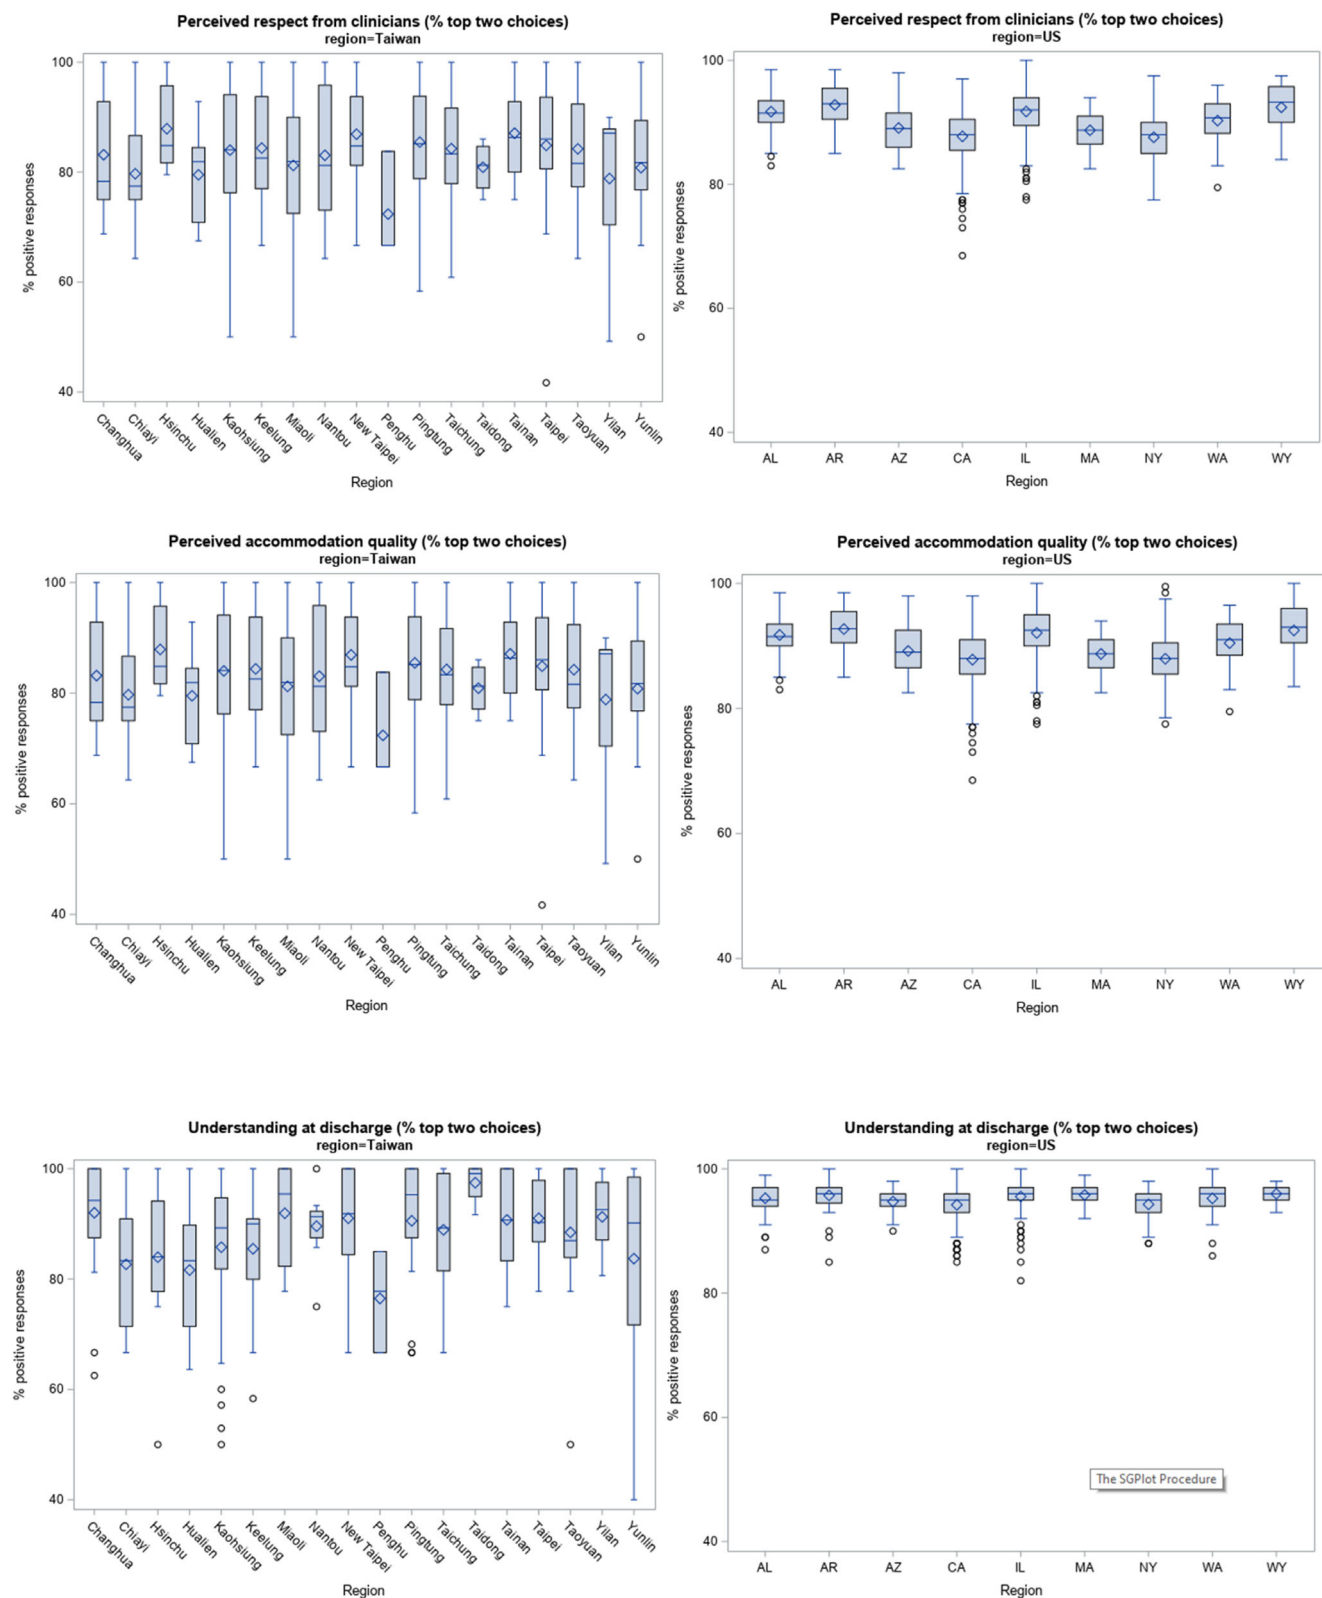 Perceived respect from clinicians (% top two choices)
region=Taiwan
100
80
60
40
% positive responses
Changhua
Chiayi
Hsinchu
Hualien
Kaohsiung
Keelung
Miaoli
Nantou
New Taipei
Penghu
Pingtung
Taichung
Taidong
Tainan
Taipei
Taoyuan
Yilan
Yunlin
Region
Perceived respect from clinicians (% top two choices)
region=US
100
80
60
40
% positive responses
AL
AR
AZ
CA
IL
MA
NY
WA
WY
Region
Perceived accommodation quality (% top two choices)
region=Taiwan
100
80
60
40
% positive responses
Changhua
Chiayi
Hsinchu
Hualien
Kaohsiung
Keelung
Miaoli
Nantou
New Taipei
Penghu
Pingtung
Taichung
Taidong
Tainan
Taipei
Taoyuan
Yilan
Yunlin
Region
Perceived accommodation quality (% top two choices)
region=US
100
80
60
40
% positive responses
AL
AR
AZ
CA
IL
MA
NY
WA
WY
Region
Understanding at discharge (% top two choices)
region=Taiwan
100
80
60
40
% positive responses
Changhua
Chiayi
Hsinchu
Hualien
Kaohsiung
Keelung
Miaoli
Nantou
New Taipei
Penghu
Pingtung
Taichung
Taidong
Tainan
Taipei
Taoyuan
Yilan
Yunlin
Region
Understanding at discharge (% top two choices)
region=US
100
80
60
40
% positive responses
The SGPlot Procedure
AL
AR
AZ
CA
IL
MA
NY
WA
WY
Region